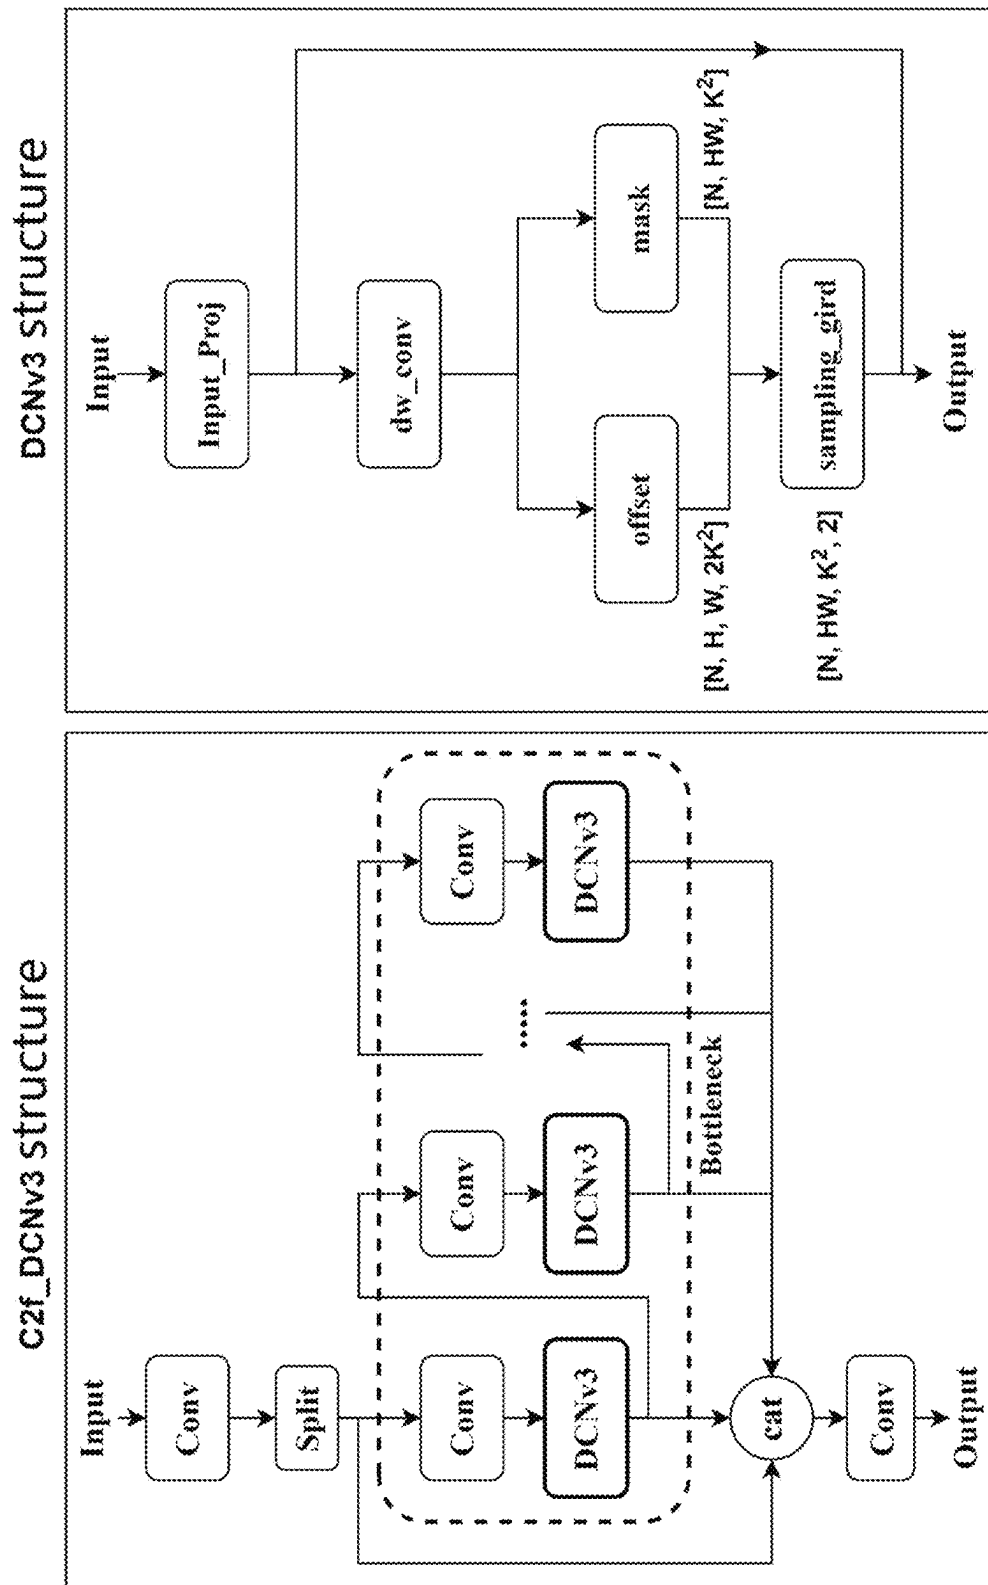 C2f_DCNv3 structure
Input
Conv
Split
Conv
DCNv3
Conv
DCNv3
.....
Conv
DCNv3
Bottleneck
cat
Conv
Output
DCNv3 structure
Input
Input_Proj
dw_conv
offset
mask
[N, H, W, 2K²]
[N, HW, K²]
sampling_gird
[N, HW, K², 2]
Output